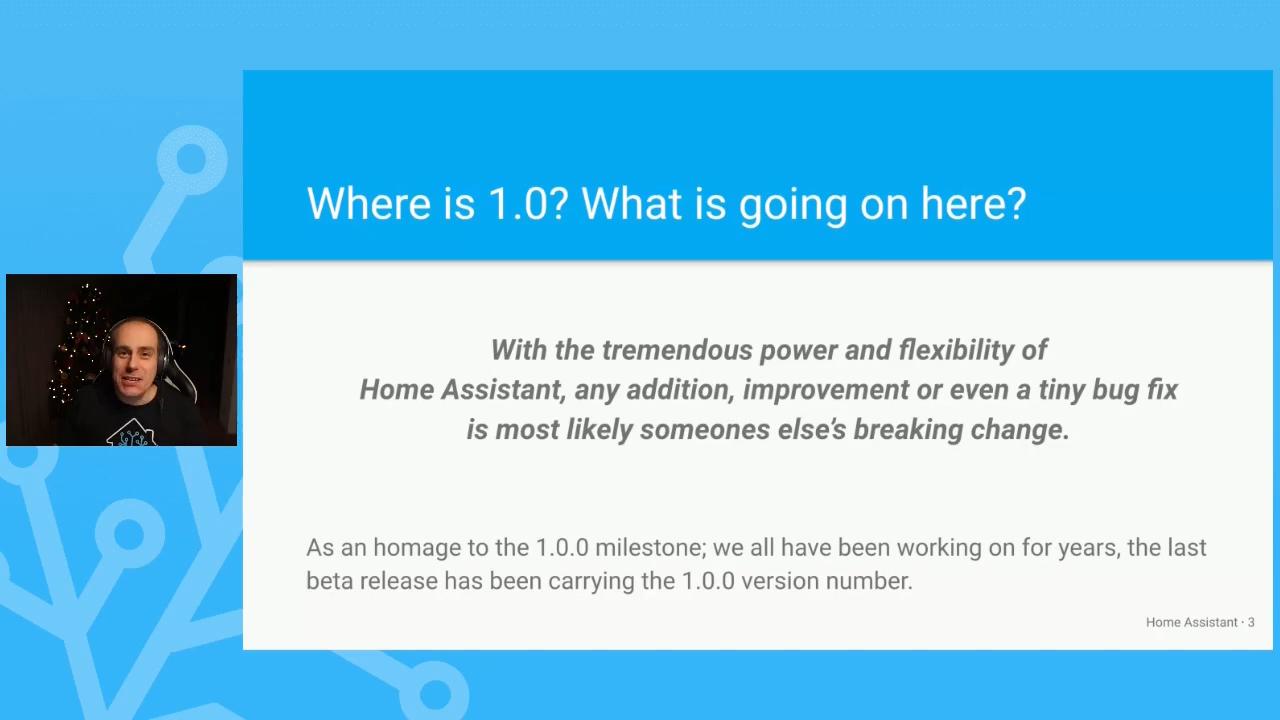 Where is 1.0? What is going on here?
With the tremendous power and flexibility of
Home Assistant, any addition, improvement or even a tiny bug fix
is most likely someones else’s breaking change.
As an homage to the 1.0.0 milestone; we all have been working on for years, the last
beta release has been carrying the 1.0.0 version number.
Home Assistant · 3